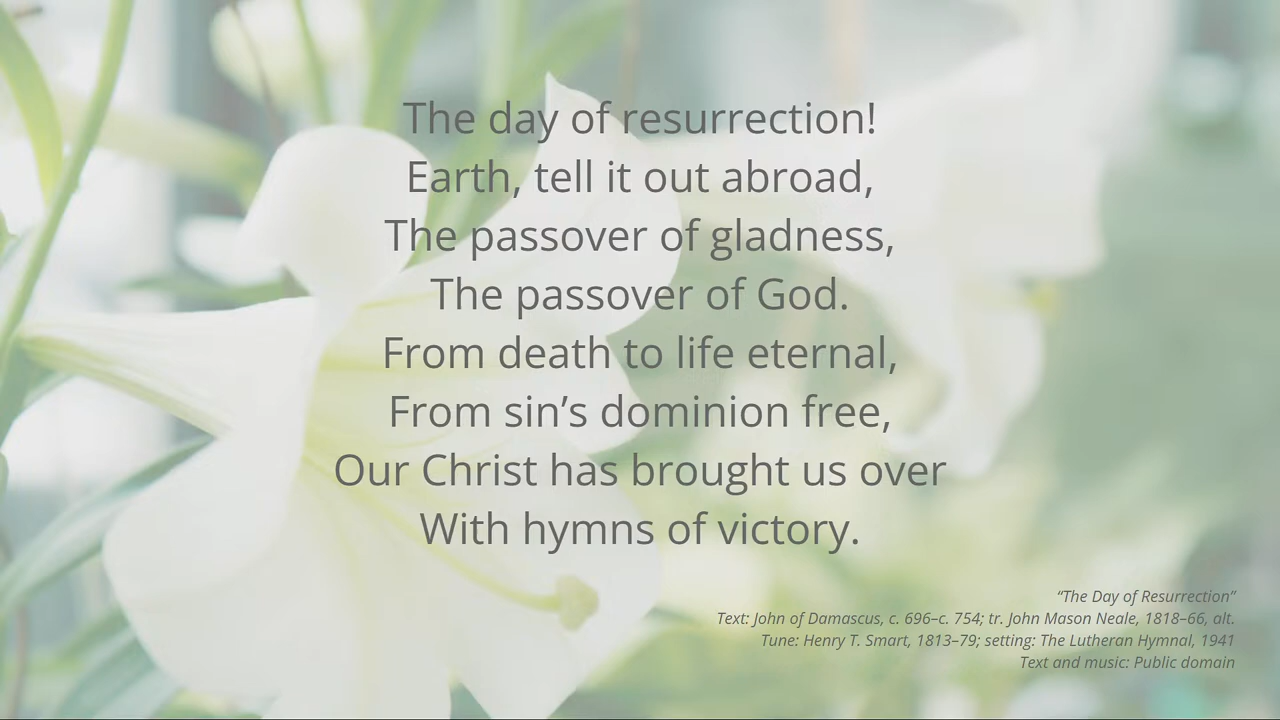 The day of resurrection!
Earth, tell it out abroad,
The passover of gladness,
The passover of God.
From death to life eternal,
From sin’s dominion free,
Our Christ has brought us over
With hymns of victory.
“The Day of Resurrection”
Text: John of Damascus, c. 696–c. 754; tr. John Mason Neale, 1818–66, alt.
Tune: Henry T. Smart, 1813–79; setting: The Lutheran Hymnal, 1941
Text and music: Public domain